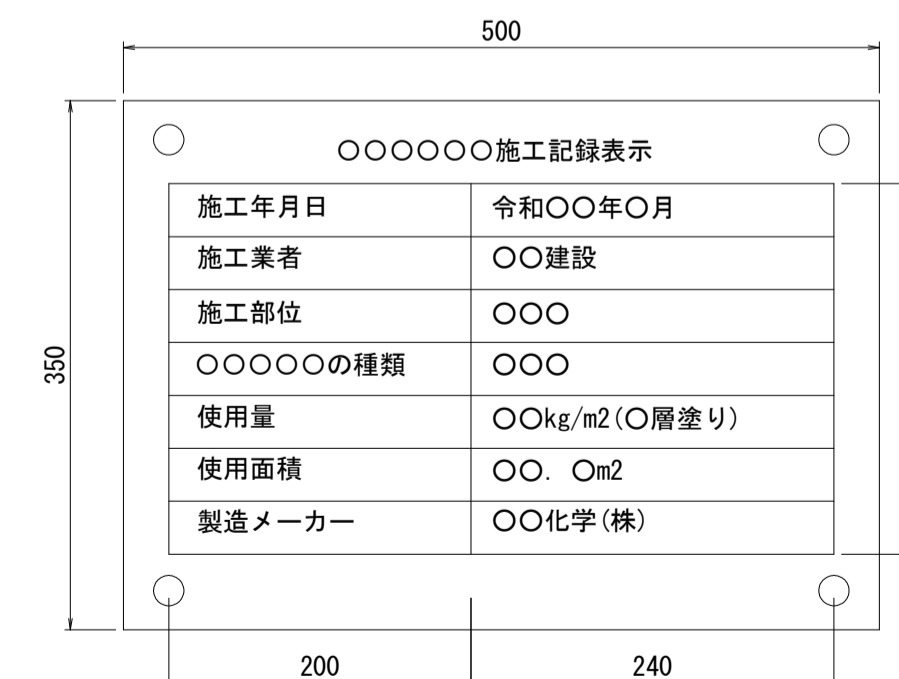 500
○○○○○○施工記録表示
施工年月日 令和○○年○月
施工業者 ○○建設
施工部位 ○○○
350
○○○○○の種類 ○○○
使用量 ○○kg/m2(○層塗り)
使用面積 ○○. ○m2
製造メーカー ○○化学(株)
200 240